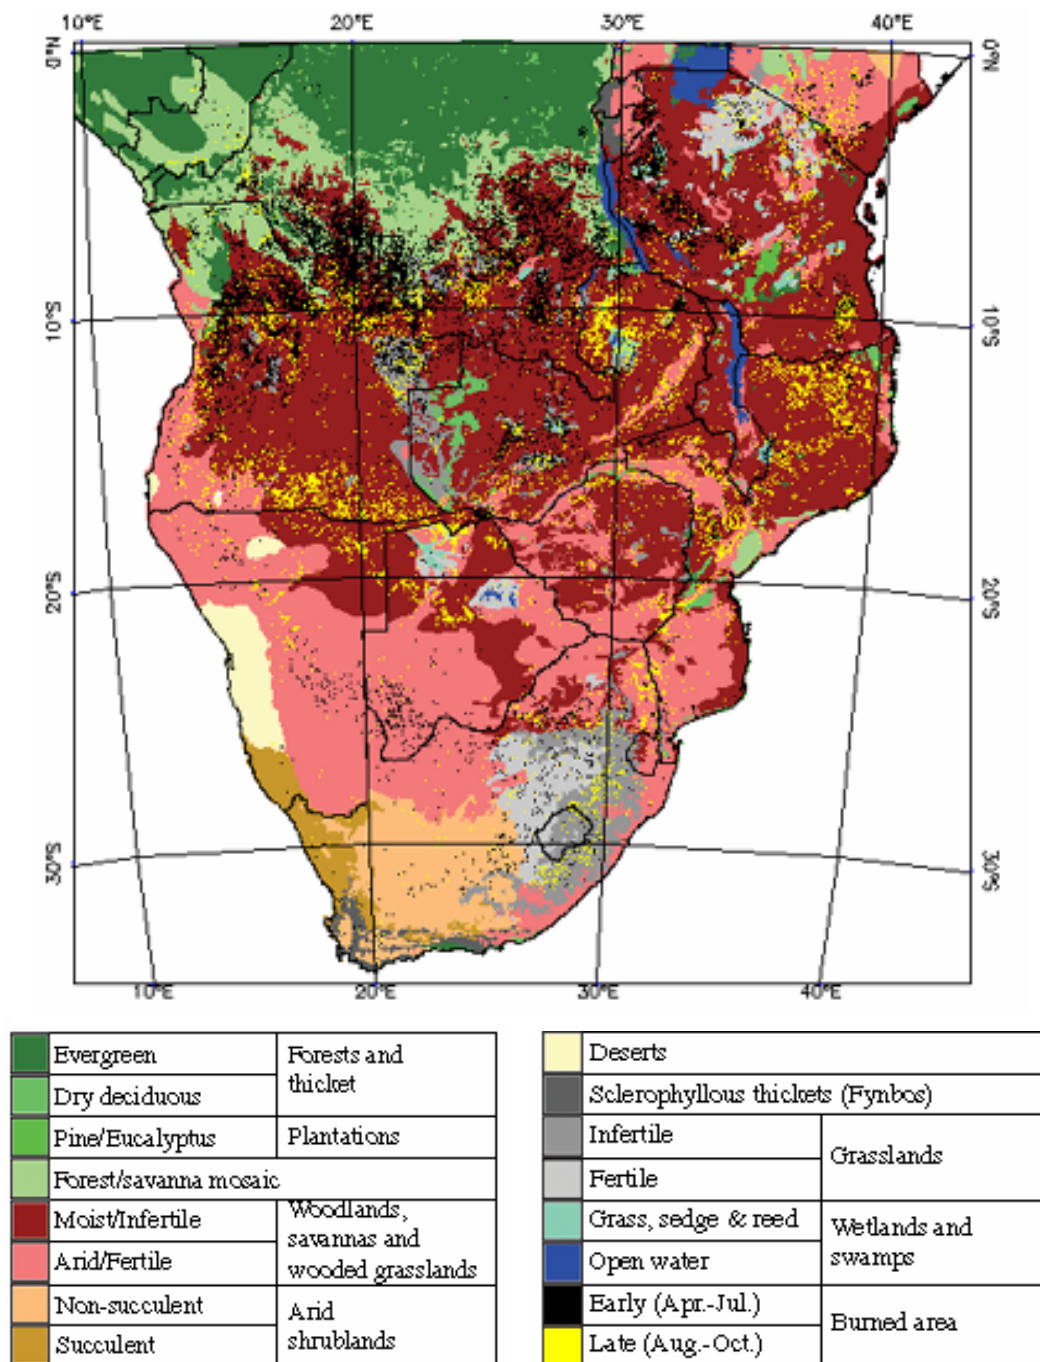 10°E 20°E 30°E 40°E
0°N 0°N
10°S 10°S
20°S 20°S
30°S 30°S
10°E 20°E 30°E 40°E
Evergreen
Forests and
thicket
Dry deciduous
Pine/Eucalyptus
Plantations
Forest/savanna mosaic
Moist/Infertile
Woodlands,
savannas and
wooded grasslands
Arid/Fertile
Non-succulent
Arid
shrublands
Succulent
Deserts
Sclerophyllous thickets (Fynbos)
Infertile
Grasslands
Fertile
Grass, sedge & reed
Wetlands and
swamps
Open water
Early (Apr.-Jul.)
Burned area
Late (Aug.-Oct.)